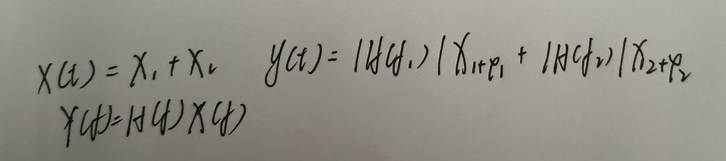 X(t) = X₁ + X₂ y(t) = |H(f₁)| X₁₊φ₁ + |H(f₂)| X₂₊φ₂
Y(f) = H(f) X(f)